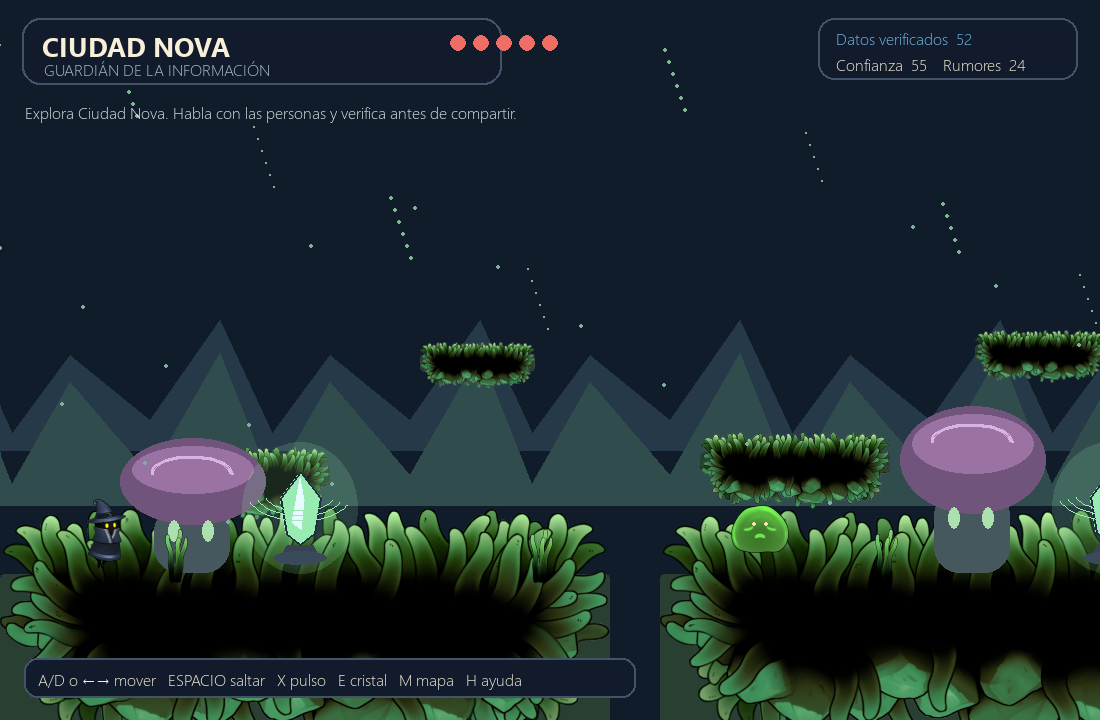 CIUDAD NOVA
GUARDIÁN DE LA INFORMACIÓN
Datos verificados 52
Confianza 55 Rumores 24
Explora Ciudad Nova. Habla con las personas y verifica antes de compartir.
A/D o ←→ mover ESPACIO saltar X pulso E cristal M mapa H ayuda